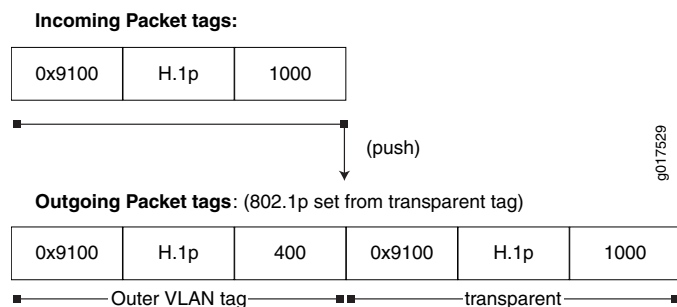 Incoming Packet tags:
0x9100 H.1p 1000
(push)
g017529
Outgoing Packet tags: (802.1p set from transparent tag)
0x9100 H.1p 400 0x9100 H.1p 1000
Outer VLAN tag transparent